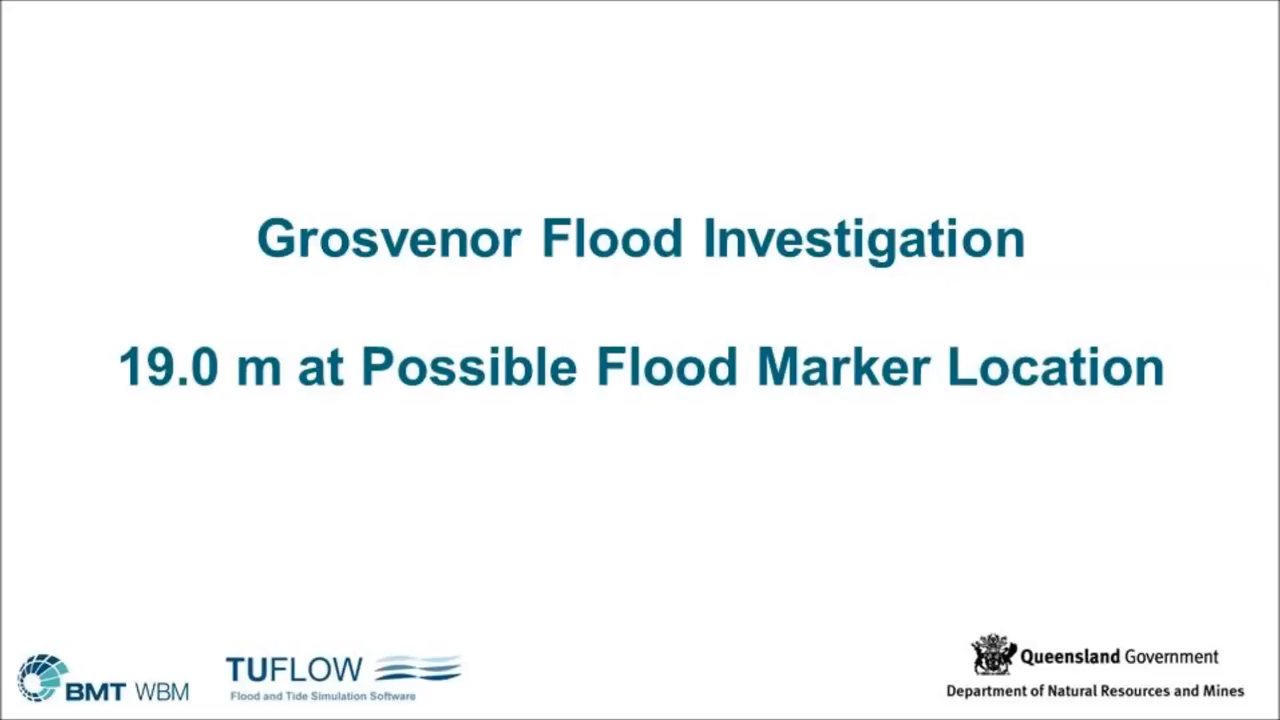 Grosvenor Flood Investigation
19.0 m at Possible Flood Marker Location
BMT WBM
TUFLOW
Flood and Tide Simulation Software
Queensland Government
Department of Natural Resources and Mines